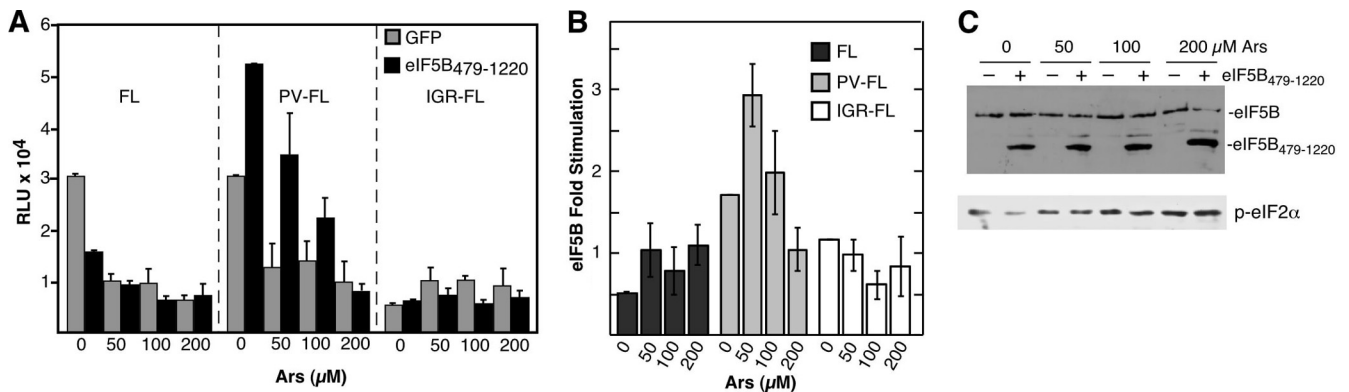 A
6
5
4
3
2
1
RLU x 10⁴
GFP
eIF5B479-1220
FL
PV-FL
IGR-FL
0 50 100 200 0 50 100 200 0 50 100 200
Ars (µM)
B
3
2
1
eIF5B Fold Stimulation
FL
PV-FL
IGR-FL
0 50 100 200 0 50 100 200 0 50 100 200
Ars (µM)
C
0 50 100 200 µM Ars
– + – + – + – + eIF5B479-1220
-eIF5B
-eIF5B479-1220
p-eIF2α